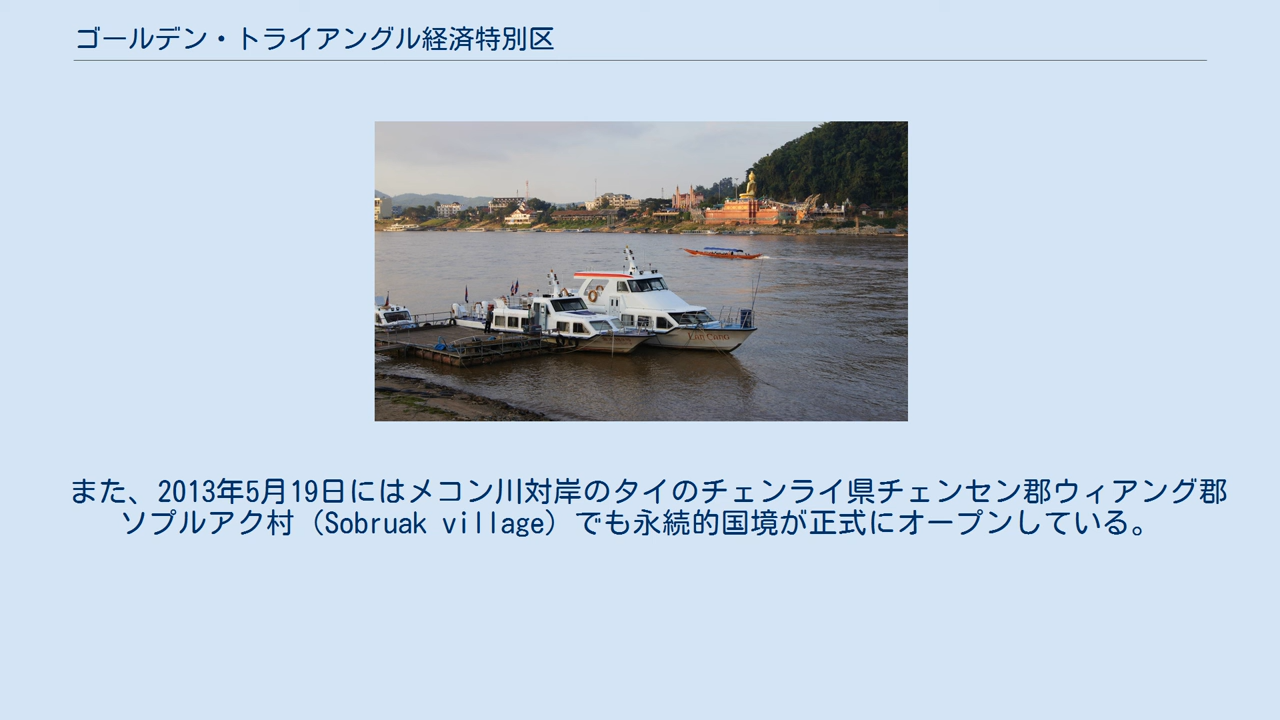 ゴールデン・トライアングル経済特別区
Kan Cano
また、2013年5月19日にはメコン川対岸のタイのチェンライ県チェンセン郡ウィアング郡
ソプルアク村（Sobruak village）でも永続的国境が正式にオープンしている。